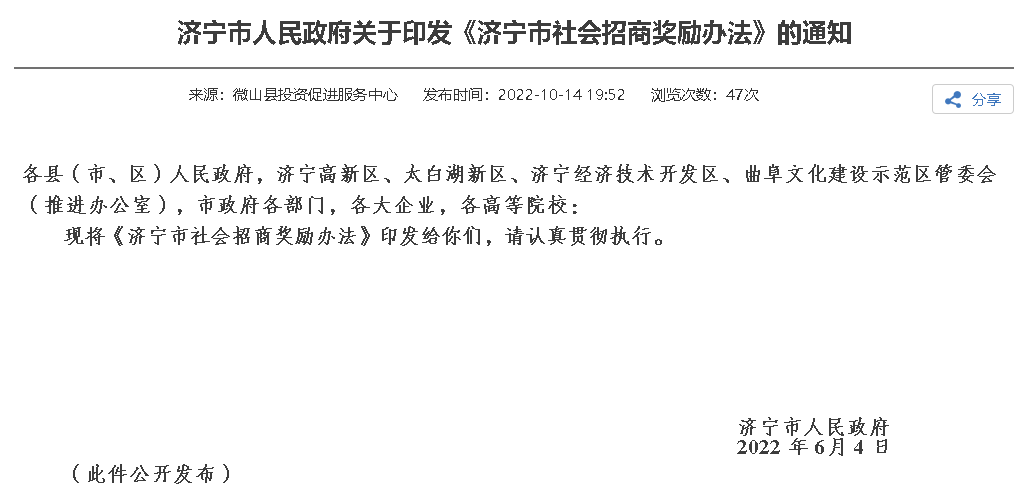 济宁市人民政府关于印发《济宁市社会招商奖励办法》的通知
来源：微山县投资促进服务中心 发布时间：2022-10-14 19:52 浏览次数：47次
分享
各县（市、区）人民政府，济宁高新区、太白湖新区、济宁经济技术开发区、曲阜文化建设示范区管委会
（推进办公室），市政府各部门，各大企业，各高等院校：
现将《济宁市社会招商奖励办法》印发给你们，请认真贯彻执行。
济宁市人民政府
2022 年 6 月 4 日
（此件公开发布）